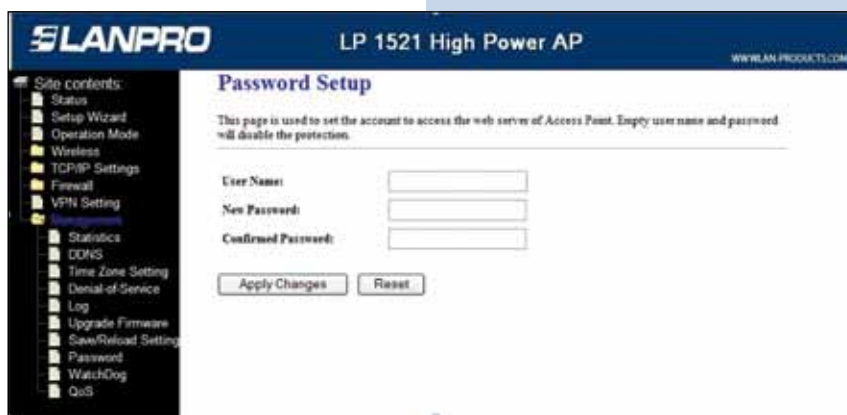 LANPRO
LP 1521 High Power AP
WWW.LAN-PRODUCTS.COM
Site contents:
Status
Setup Wizard
Operation Mode
Wireless
TCP/IP Settings
Firewall
VPN Setting
Management
Statistics
DDNS
Time Zone Setting
Denial-of-Service
Log
Upgrade Firmware
Save/Reload Setting
Password
WatchDog
QoS
Password Setup
This page is used to set the account to access the web server of Access Point. Empty user name and password
will disable the protection.
User Name:
New Password:
Confirmed Password:
Apply Changes Reset